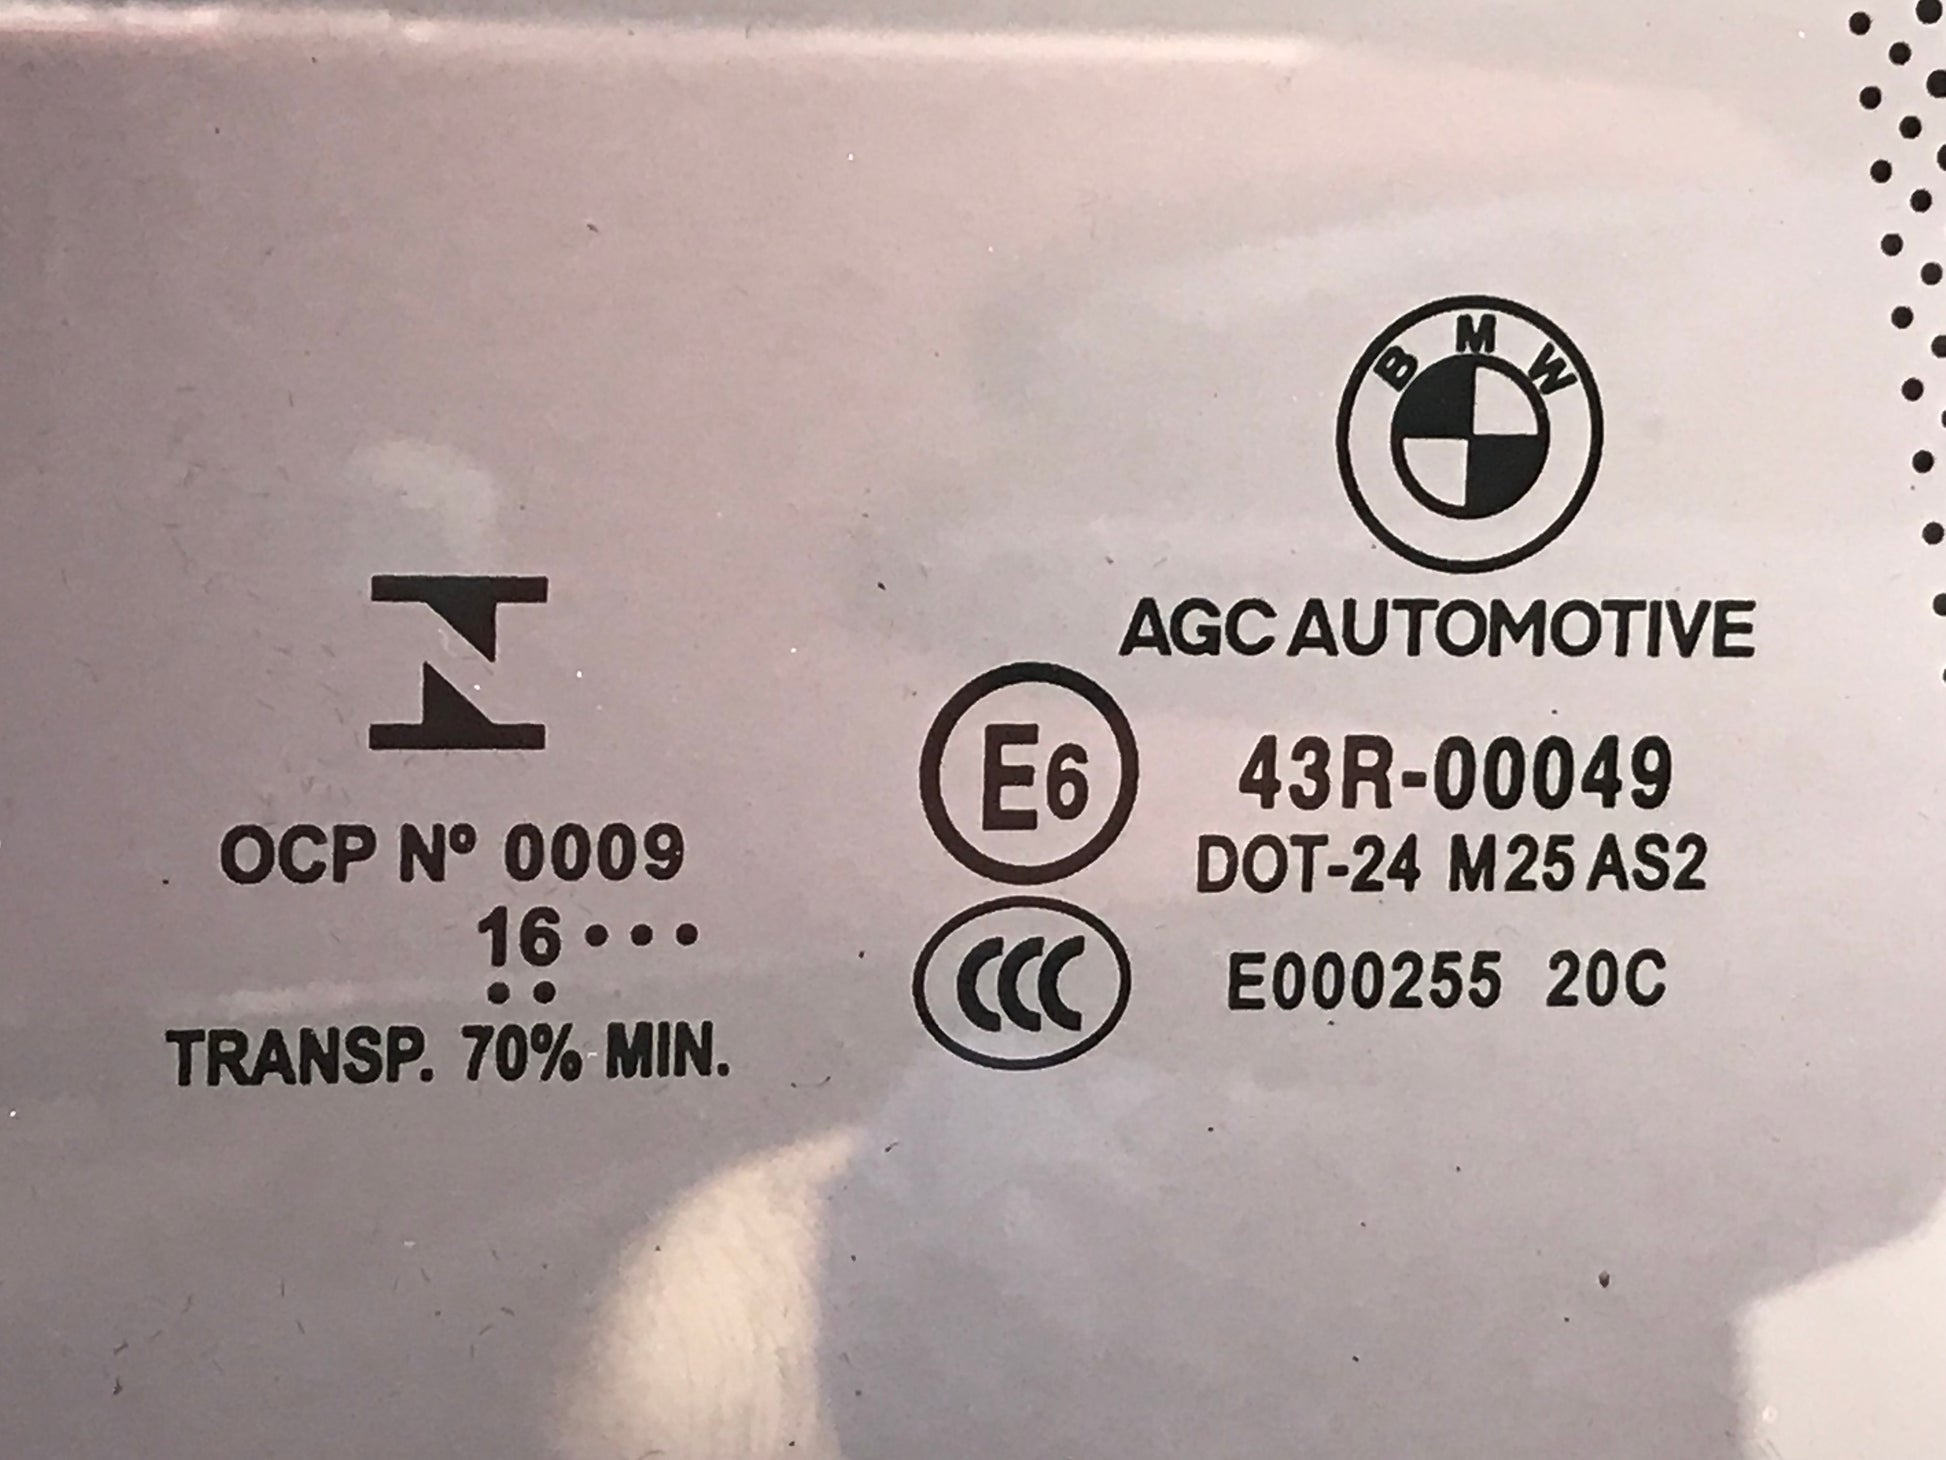 BMW
AGC AUTOMOTIVE
E6
43R-00049
DOT-24 M25 AS2
CCC
E000255 20C
N
OCP Nº 0009
16•••
••
TRANSP. 70% MIN.